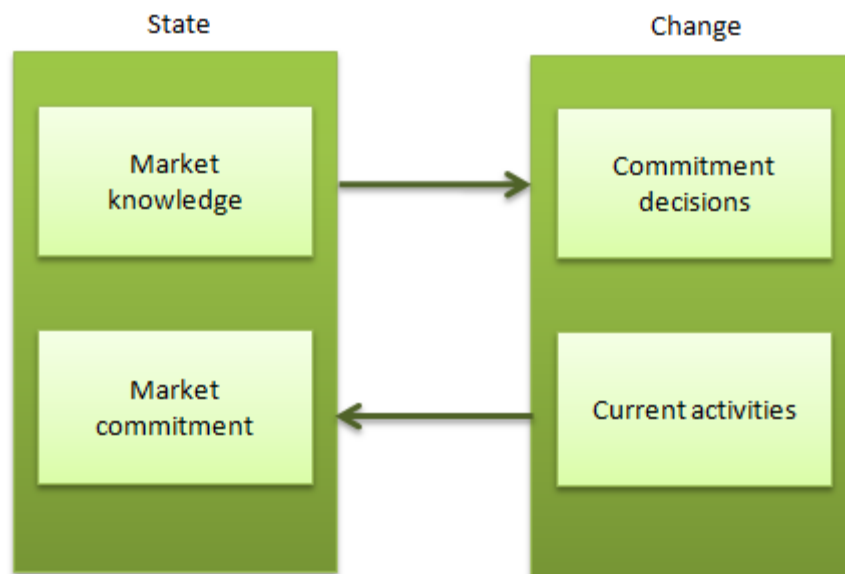 State
Change
Market
knowledge
Commitment
decisions
Market
commitment
Current activities